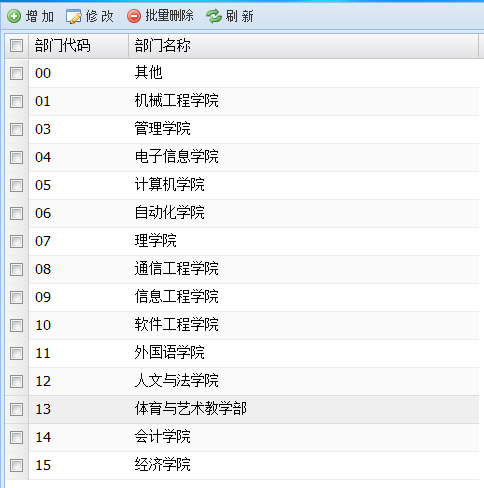 增 加 修 改 批量删除 刷 新
部门代码 部门名称
00 其他
01 机械工程学院
03 管理学院
04 电子信息学院
05 计算机学院
06 自动化学院
07 理学院
08 通信工程学院
09 信息工程学院
10 软件工程学院
11 外国语学院
12 人文与法学院
13 体育与艺术教学部
14 会计学院
15 经济学院